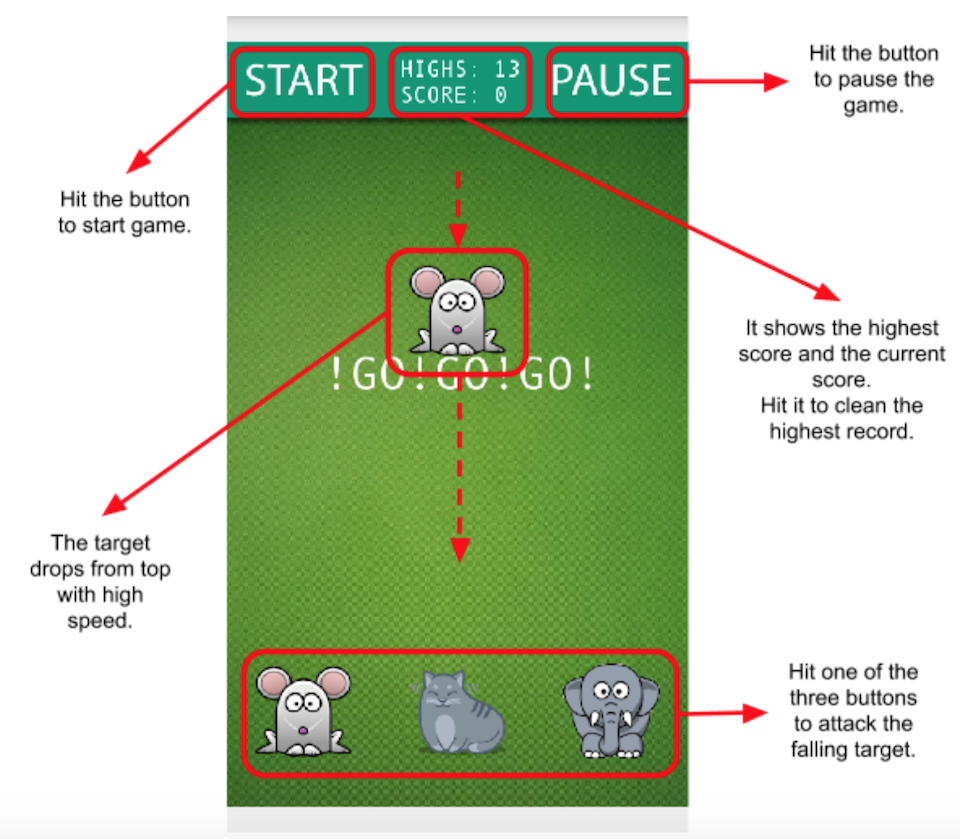 START
HIGHS: 13
SCORE: 0
PAUSE
Hit the button
to pause the
game.
Hit the button
to start game.
It shows the highest
score and the current
score.
Hit it to clean the
highest record.
!GO!GO!GO!
The target
drops from top
with high
speed.
Hit one of the
three buttons
to attack the
falling target.